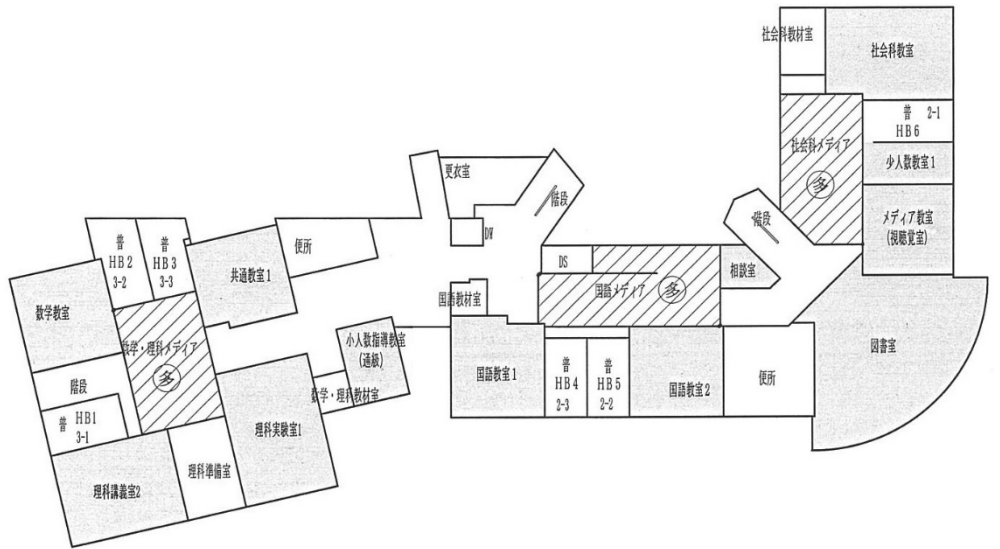 社会科教材室
社会科教室
普 2-1
HB6
社会科メディア
多
少人数教室1
メディア教室
(視聴覚室)
更衣室
階段
DW
階段
便所
普
HB2
3-2
普
HB3
3-3
共通教室1
DS
国語メディア
多
相談室
数学教室
国語教材室
図書室
数学・理科メディア
多
小人数指導教室
(通級)
国語教室1
普
HB4
2-3
普
HB5
2-2
国語教室2
便所
階段
数学・理科教材室
普 HB1
3-1
理科実験室1
理科準備室
理科講義室2